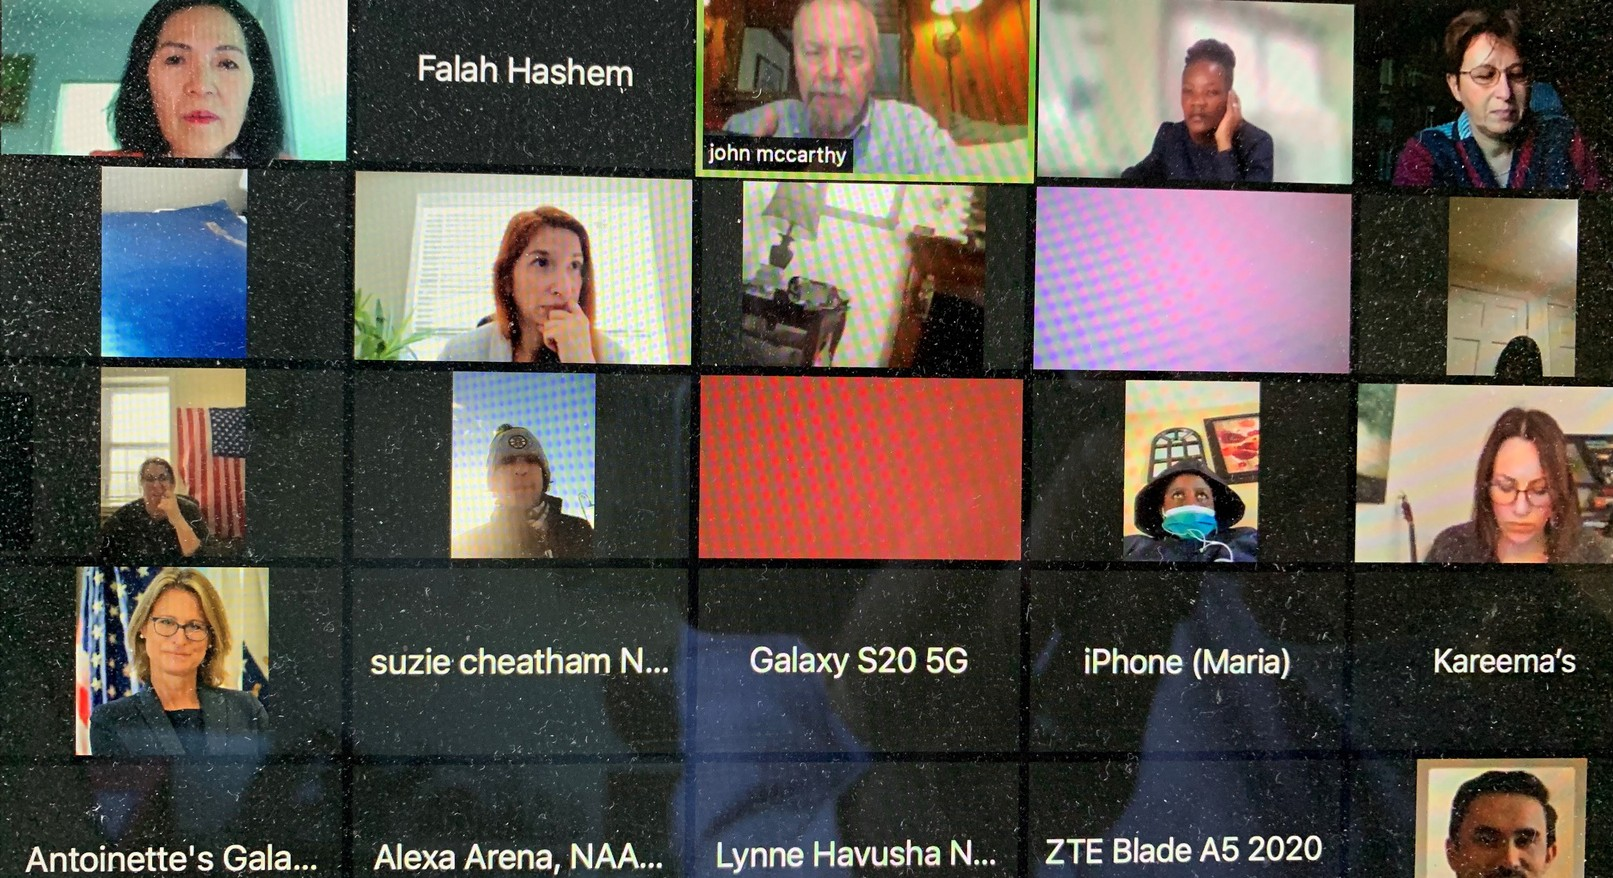 Falah Hashem
john mccarthy
suzie cheatham N...
Galaxy S20 5G
iPhone (Maria)
Kareema's
Antoinette's Gala...
Alexa Arena, NAA...
Lynne Havusha N...
ZTE Blade A5 2020